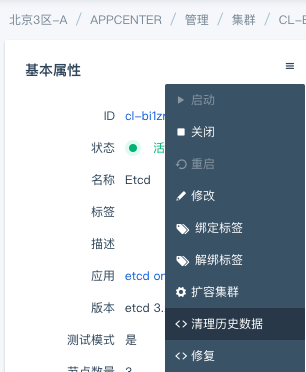 北京3区-A / APPCENTER / 管理 / 集群 / CL-
基本属性
启动
ID cl-bi1z
关闭
状态 活
重启
名称 Etcd
修改
标签
绑定标签
描述
解绑标签
应用 etcd on
扩容集群
版本 etcd 3.
清理历史数据
测试模式 是
修复
节点数量 3